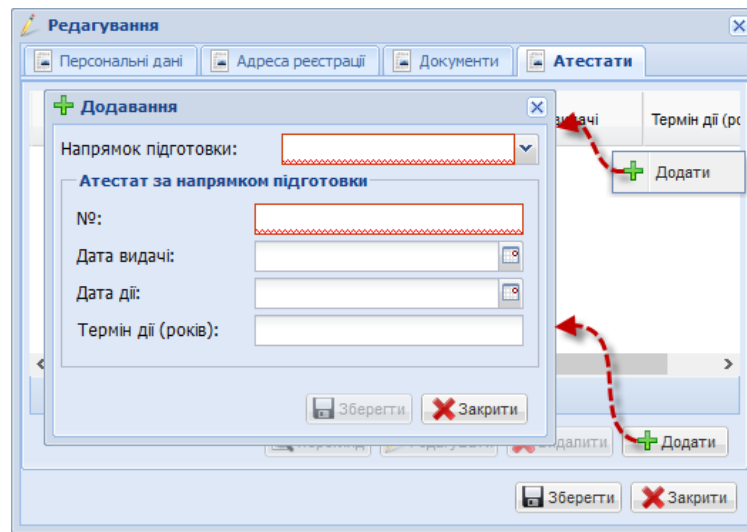 Редагування
Персональні дані Адреса реєстрації Документи Атестати
Додавання
Термін дії (ро
Напрямок підготовки:
Додати
Атестат за напрямком підготовки
№:
Дата видачі:
Дата дії:
Термін дії (років):
Зберегти Закрити
Додати
Зберегти Закрити